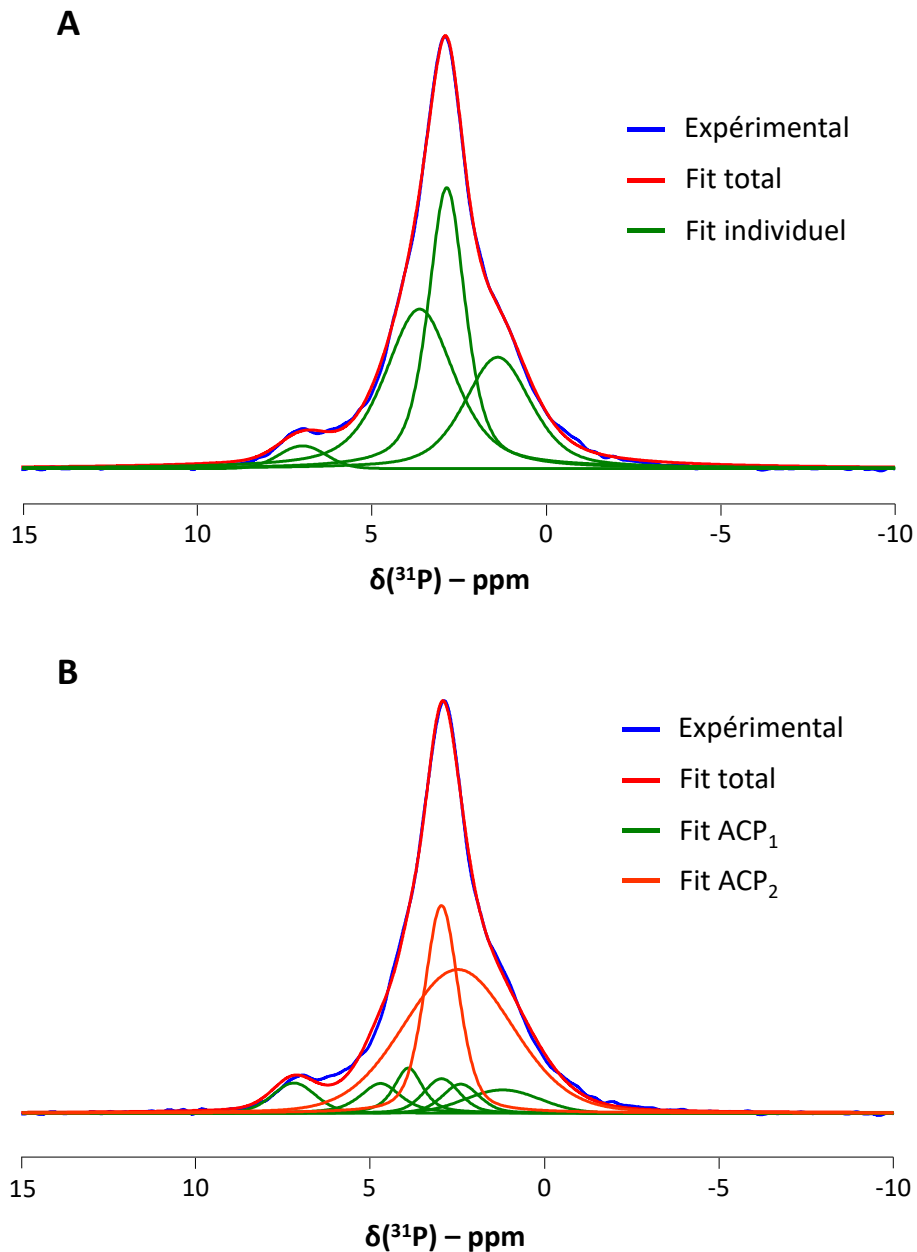 A
Expérimental
Fit total
Fit individuel
15 10 5 0 -5 -10
δ(³¹P) – ppm
B
Expérimental
Fit total
Fit ACP₁
Fit ACP₂
15 10 5 0 -5 -10
δ(³¹P) – ppm